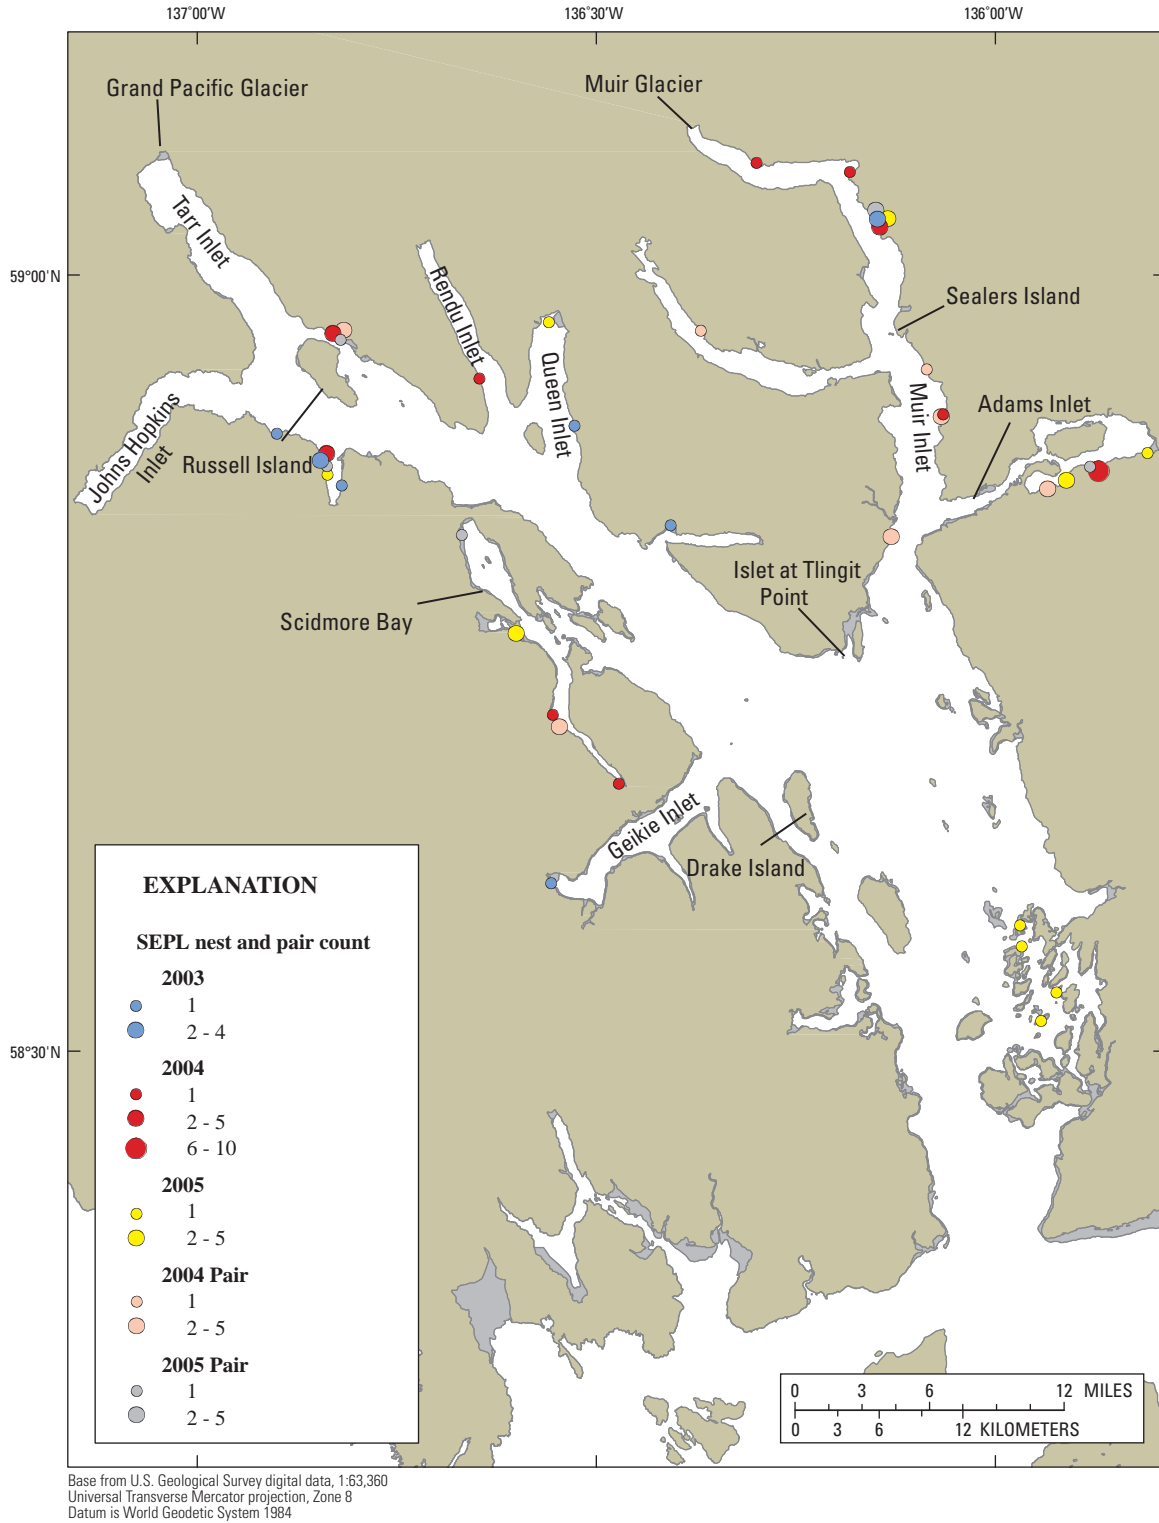 137°00'W 136°30'W 136°00'W
Grand Pacific Glacier
Muir Glacier
Tarr Inlet
59°00'N
Rendu Inlet
Sealers Island
Queen Inlet
Muir Inlet
Adams Inlet
Johns Hopkins
Inlet
Russell Island
Islet at Tlingit
Point
Scidmore Bay
Geikie Inlet
Drake Island
58°30'N
EXPLANATION
SEPL nest and pair count
2003
1
2 - 4
2004
1
2 - 5
6 - 10
2005
1
2 - 5
2004 Pair
1
2 - 5
2005 Pair
1
2 - 5
0 3 6 12 MILES
0 3 6 12 KILOMETERS
Base from U.S. Geological Survey digital data, 1:63,360
Universal Transverse Mercator projection, Zone 8
Datum is World Geodetic System 1984